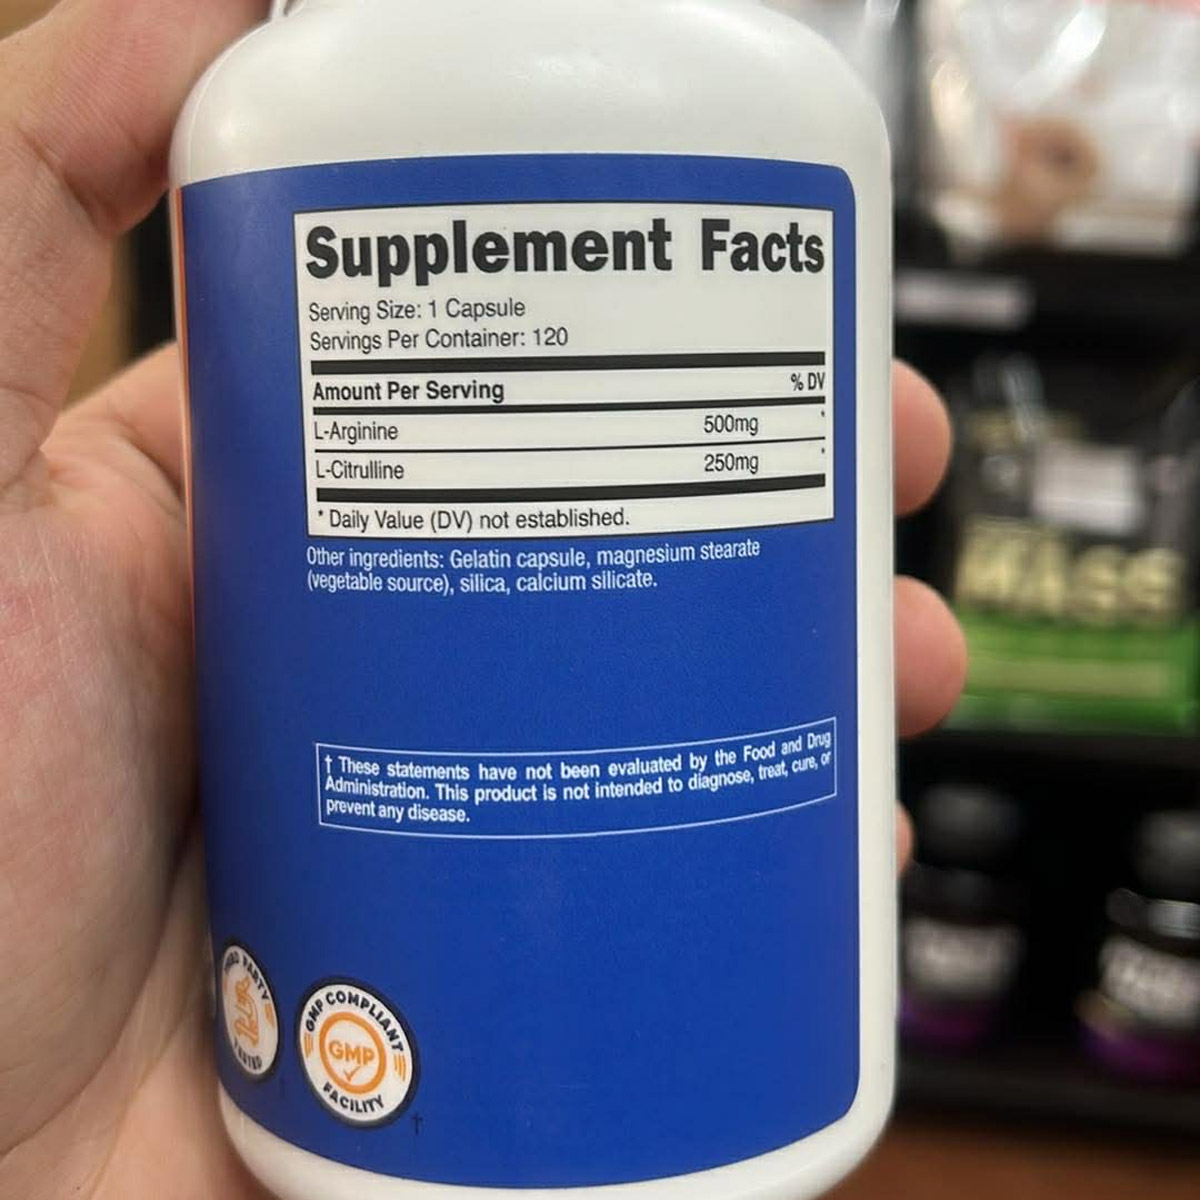 Supplement Facts
Serving Size: 1 Capsule
Servings Per Container: 120
Amount Per Serving % DV
L-Arginine 500mg *
L-Citrulline 250mg *
* Daily Value (DV) not established.
Other ingredients: Gelatin capsule, magnesium stearate
(vegetable source), silica, calcium silicate.
† These statements have not been evaluated by the Food and Drug
Administration. This product is not intended to diagnose, treat, cure, or
prevent any disease.
PARTY
TESTED
GMP COMPLIANT
GMP
FACILITY
†
MASS